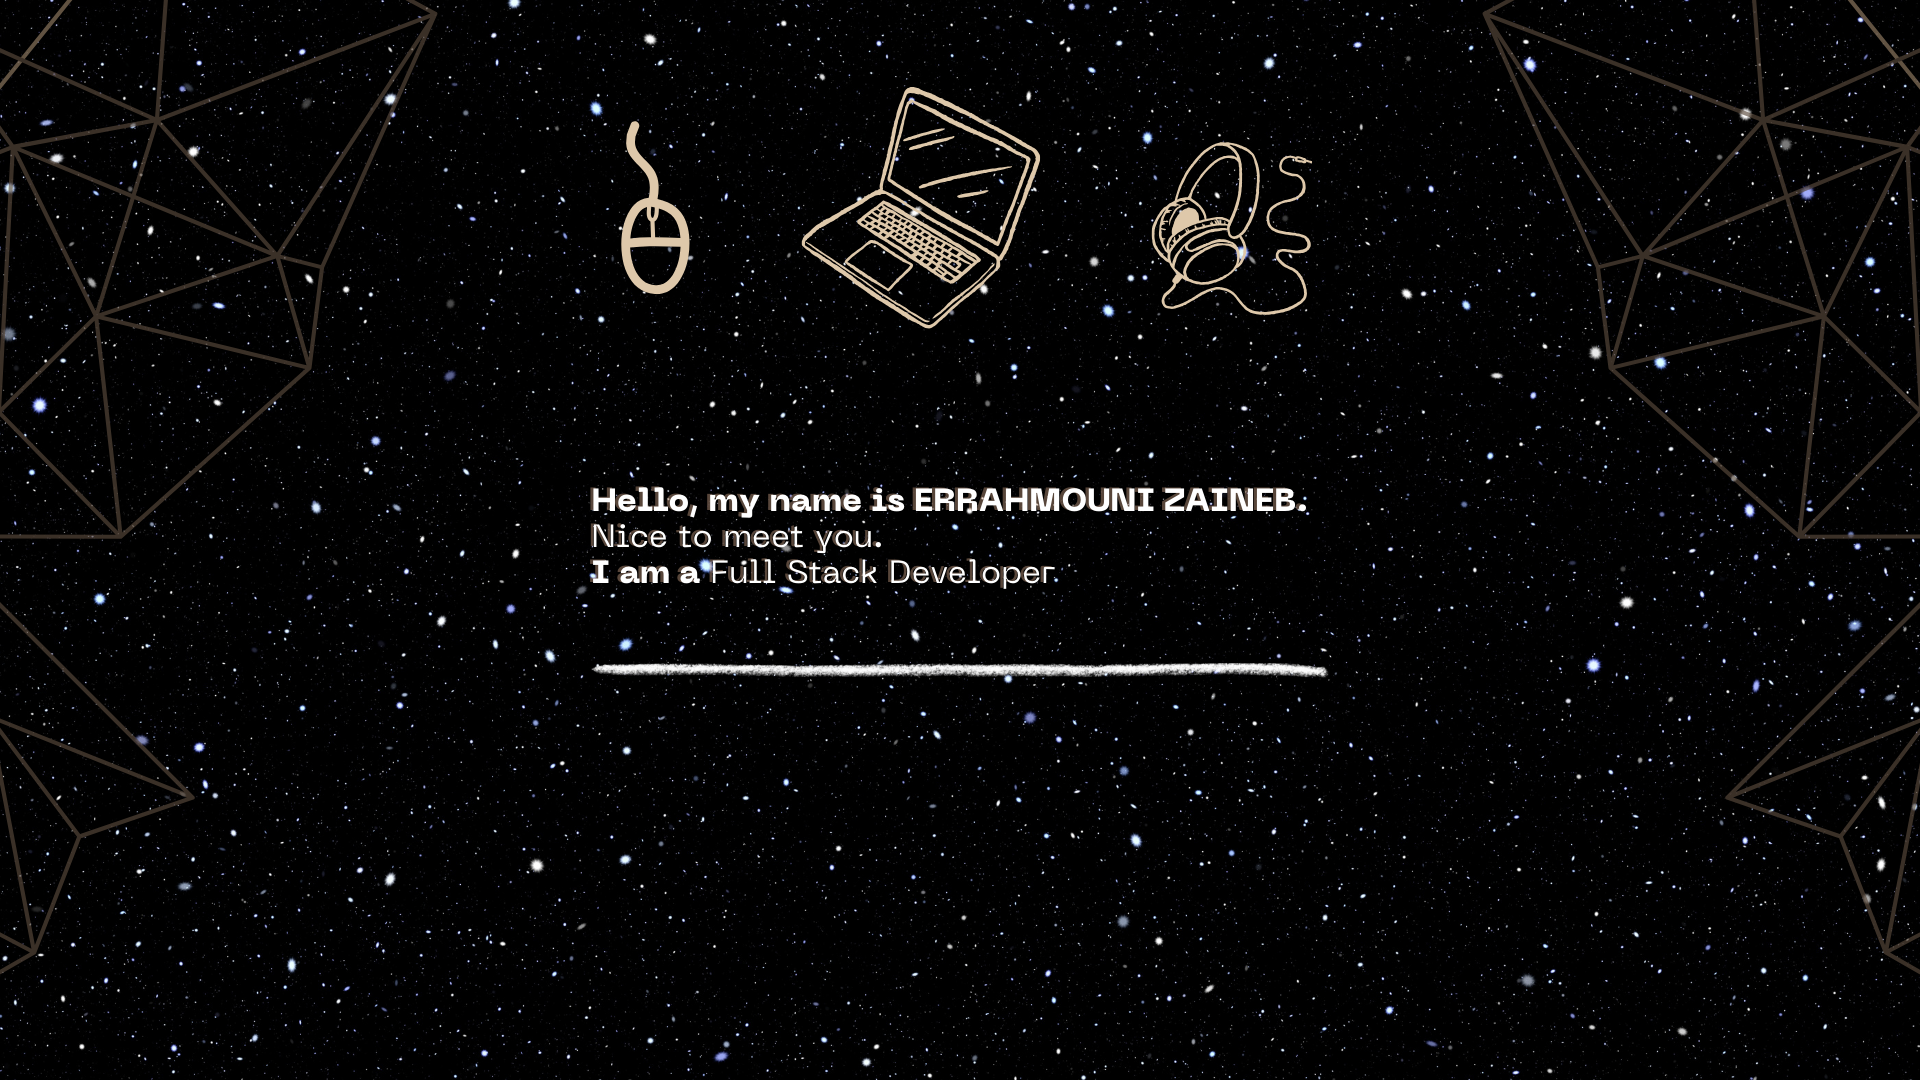 Hello, my name is ERRAHMOUNI ZAINEB.
Nice to meet you.
I am a Full Stack Developer.